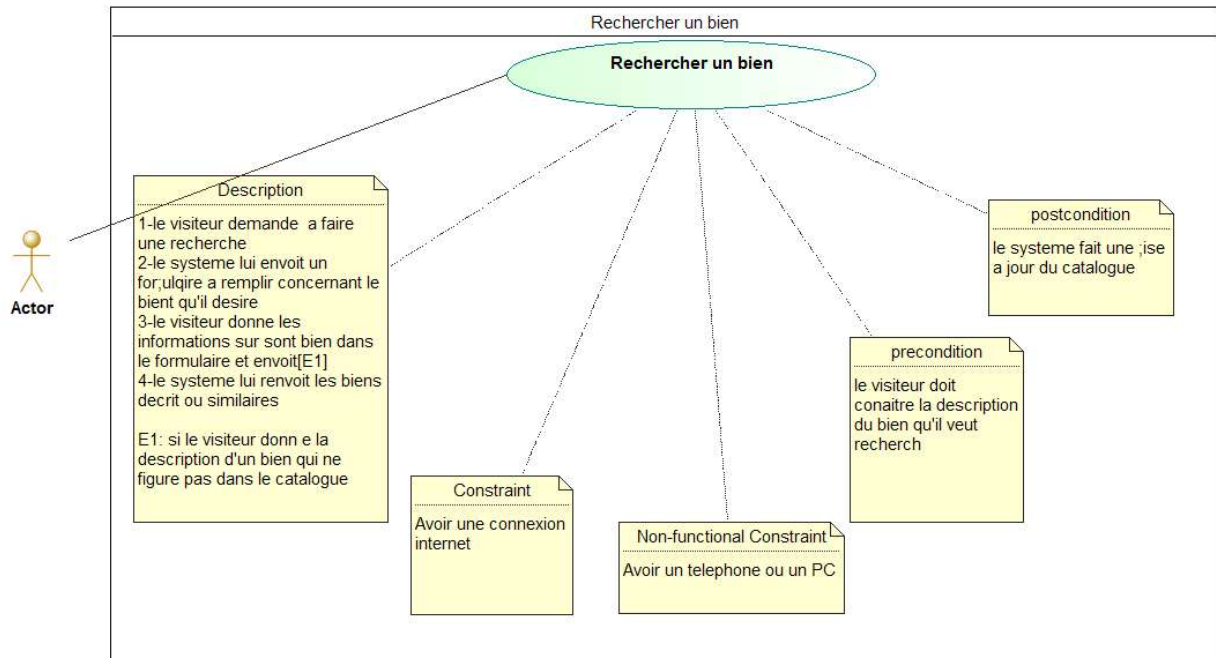 Rechercher un bien
Rechercher un bien
Actor
Description
1-le visiteur demande  a faire
une recherche
2-le systeme lui envoit un
for;ulqire a remplir concernant le
bient qu'il desire
3-le visiteur donne les
informations sur sont bien dans
le formulaire et envoit[E1]
4-le systeme lui renvoit les biens
decrit ou similaires
E1: si le visiteur donn e la
description d'un bien qui ne
figure pas dans le catalogue
Constraint
Avoir une connexion
internet
Non-functional Constraint
Avoir un telephone ou un PC
precondition
le visiteur doit
conaitre la description
du bien qu'il veut
recherch
postcondition
le systeme fait une ;ise
a jour du catalogue